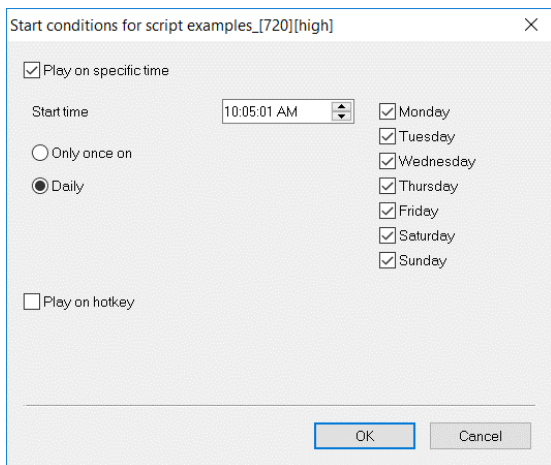 Start conditions for script examples_[720][high]
Play on specific time
Start time 10:05:01 AM Monday
Tuesday
Only once on Wednesday
Daily Thursday
Friday
Saturday
Sunday
Play on hotkey
OK Cancel